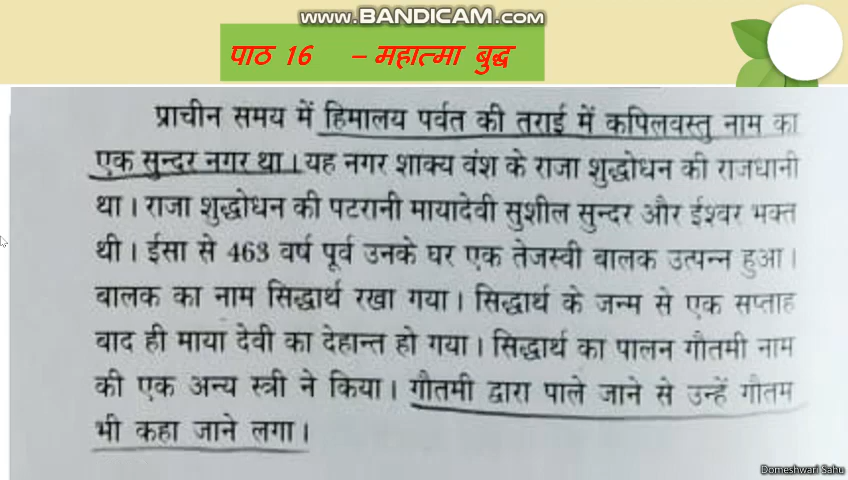 www.BANDICAM.com
पाठ 16 – महात्मा बुद्ध
प्राचीन समय में हिमालय पर्वत की तराई में कपिलवस्तु नाम का
एक सुन्दर नगर था। यह नगर शाक्य वंश के राजा शुद्धोधन की राजधानी
था। राजा शुद्धोधन की पटरानी मायादेवी सुशील सुन्दर और ईश्वर भक्त
थी। ईसा से 463 वर्ष पूर्व उनके घर एक तेजस्वी बालक उत्पन्न हुआ।
बालक का नाम सिद्धार्थ रखा गया। सिद्धार्थ के जन्म से एक सप्ताह
बाद ही माया देवी का देहान्त हो गया। सिद्धार्थ का पालन गौतमी नाम
की एक अन्य स्त्री ने किया। गौतमी द्वारा पाले जाने से उन्हें गौतम
भी कहा जाने लगा।
Domeshwari Sahu